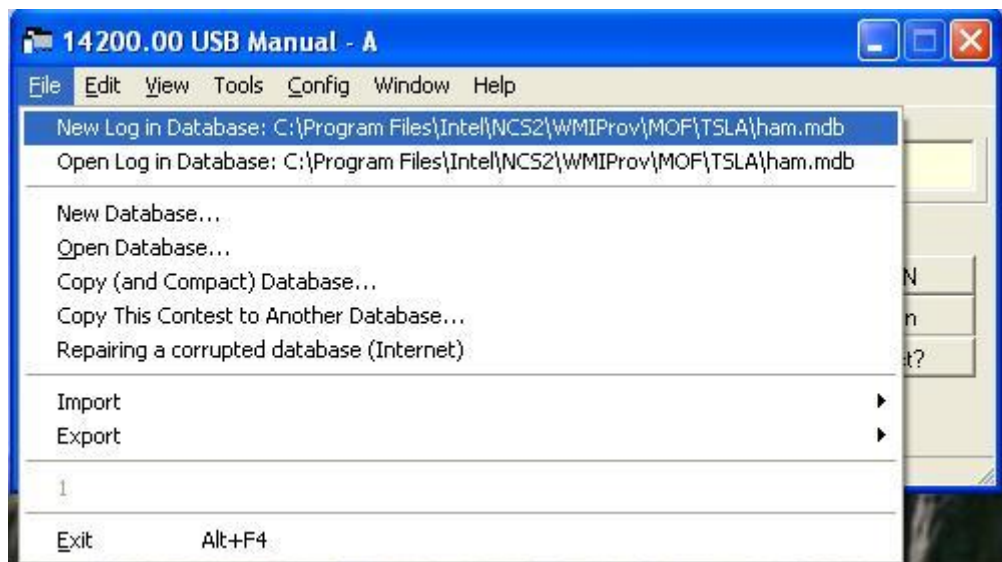 14200.00 USB Manual - A
File Edit View Tools Config Window Help
New Log in Database: C:\Program Files\Intel\NCS2\WMIProv\MOF\TSLA\ham.mdb
Open Log in Database: C:\Program Files\Intel\NCS2\WMIProv\MOF\TSLA\ham.mdb
New Database...
Open Database...
N
Copy (and Compact) Database...
Copy This Contest to Another Database...
n
Repairing a corrupted database (Internet)
t?
Import
Export
1
Exit Alt+F4